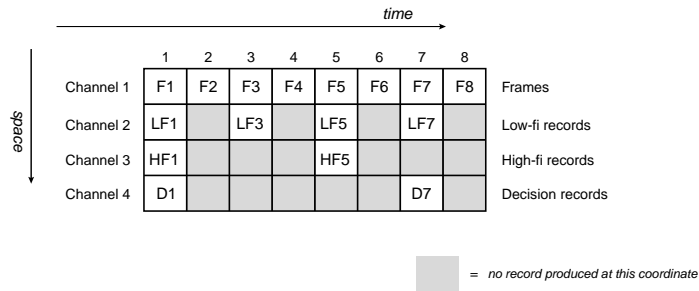 time
space
1 2 3 4 5 6 7 8
Channel 1 F1 F2 F3 F4 F5 F6 F7 F8 Frames
Channel 2 LF1 LF3 LF5 LF7 Low-fi records
Channel 3 HF1 HF5 High-fi records
Channel 4 D1 D7 Decision records
= no record produced at this coordinate